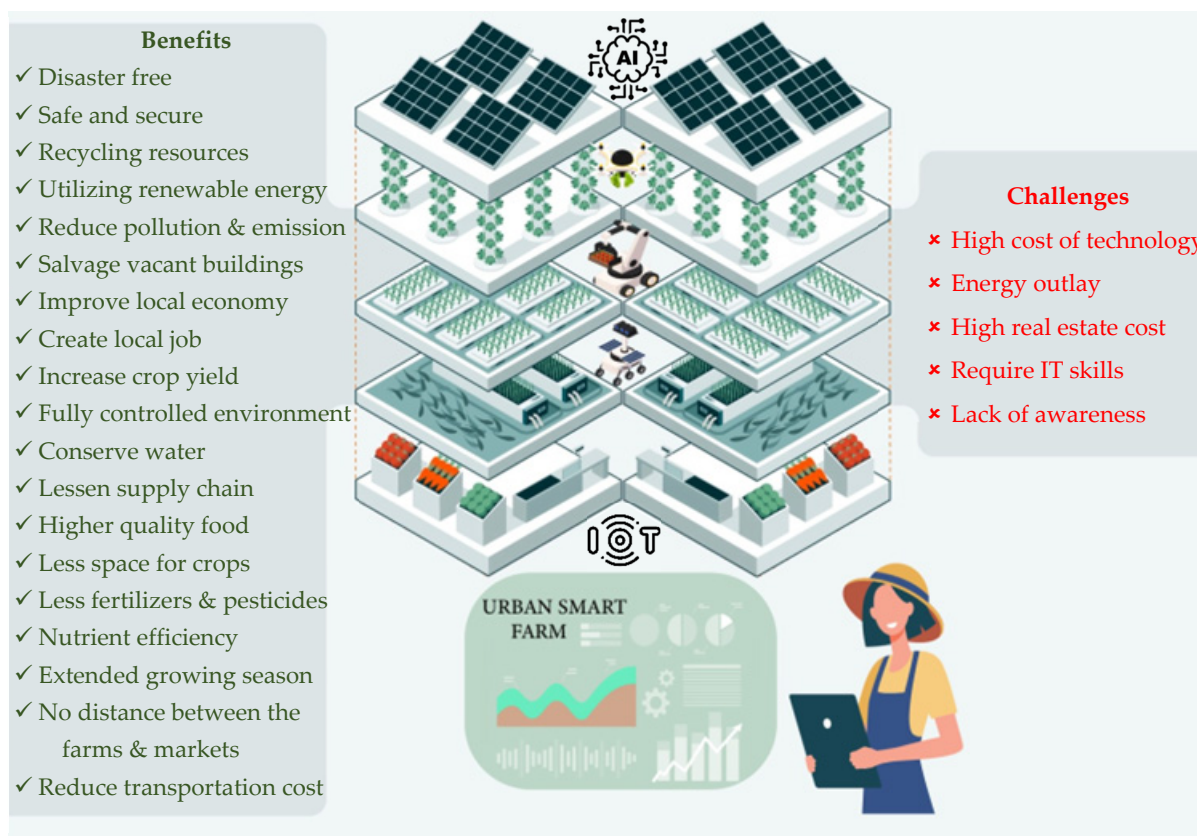 Benefits
✓ Disaster free
✓ Safe and secure
✓ Recycling resources
✓ Utilizing renewable energy
✓ Reduce pollution & emission
✓ Salvage vacant buildings
✓ Improve local economy
✓ Create local job
✓ Increase crop yield
✓ Fully controlled environment
✓ Conserve water
✓ Lessen supply chain
✓ Higher quality food
✓ Less space for crops
✓ Less fertilizers & pesticides
✓ Nutrient efficiency
✓ Extended growing season
✓ No distance between the
farms & markets
✓ Reduce transportation cost
AI
IOT
URBAN SMART
FARM
Challenges
× High cost of technology
× Energy outlay
× High real estate cost
× Require IT skills
× Lack of awareness